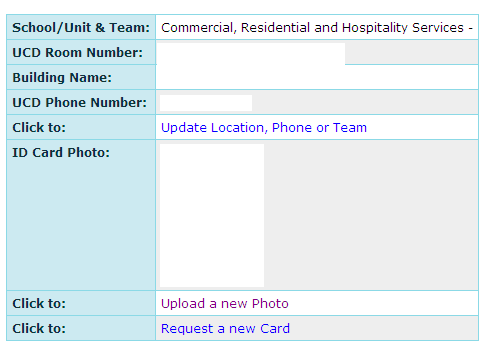 School/Unit & Team: Commercial, Residential and Hospitality Services -
UCD Room Number:
Building Name:
UCD Phone Number:
Click to: Update Location, Phone or Team
ID Card Photo:
Click to: Upload a new Photo
Click to: Request a new Card